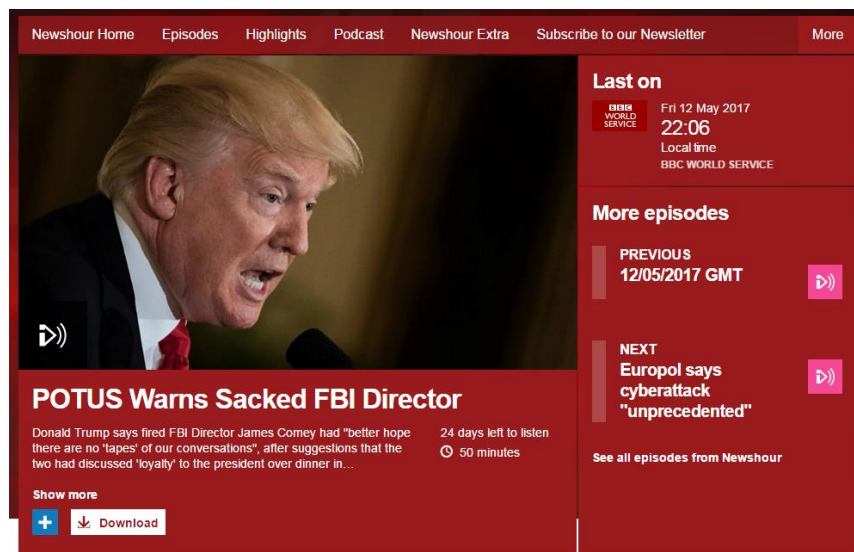 Newshour Home Episodes Highlights Podcast Newshour Extra Subscribe to our Newsletter More
POTUS Warns Sacked FBI Director
Donald Trump says fired FBI Director James Comey had "better hope
there are no 'tapes' of our conversations", after suggestions that the
two had discussed 'loyalty' to the president over dinner in...
24 days left to listen
50 minutes
Show more
+
Download
Last on
BBC
WORLD
SERVICE
Fri 12 May 2017
22:06
Local time
BBC WORLD SERVICE
More episodes
PREVIOUS
12/05/2017 GMT
NEXT
Europol says
cyberattack
"unprecedented"
See all episodes from Newshour